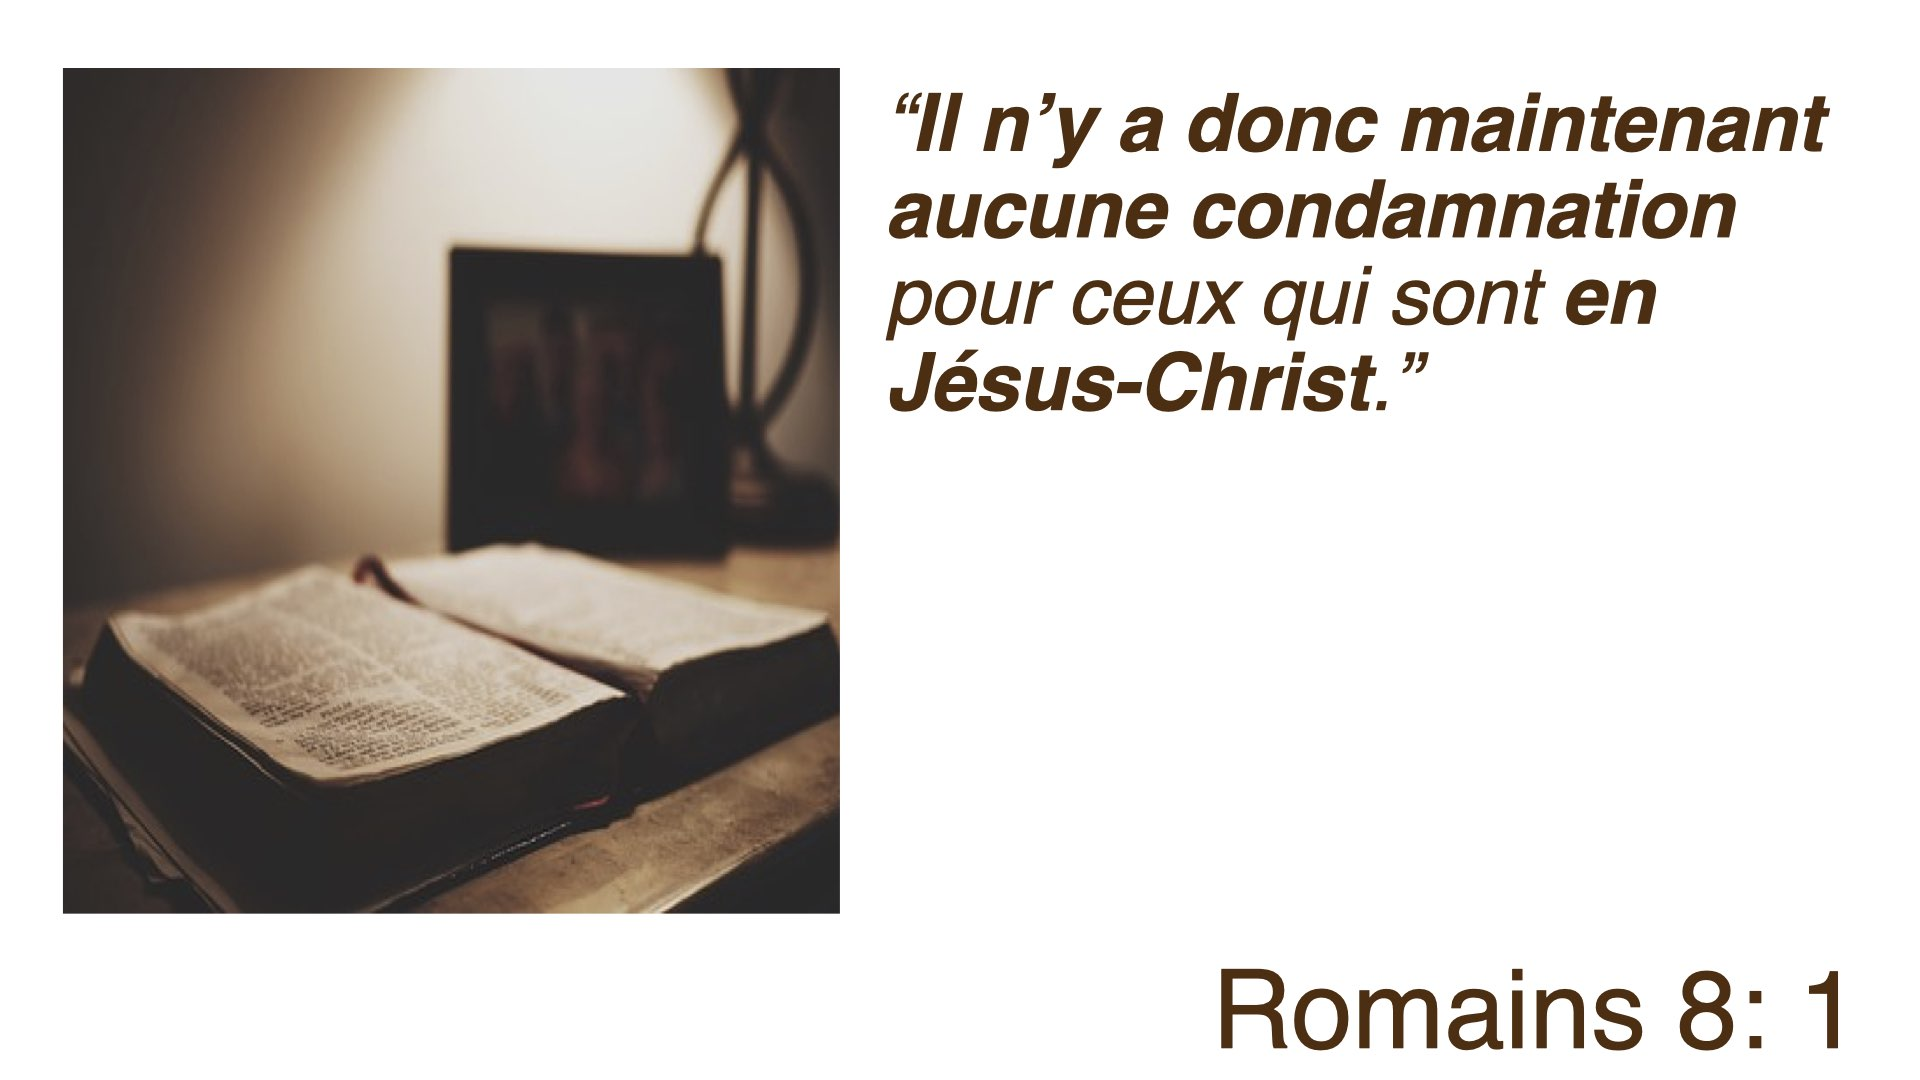 “Il n’y a donc maintenant
aucune condamnation
pour ceux qui sont en
Jésus-Christ.”
Romains 8: 1